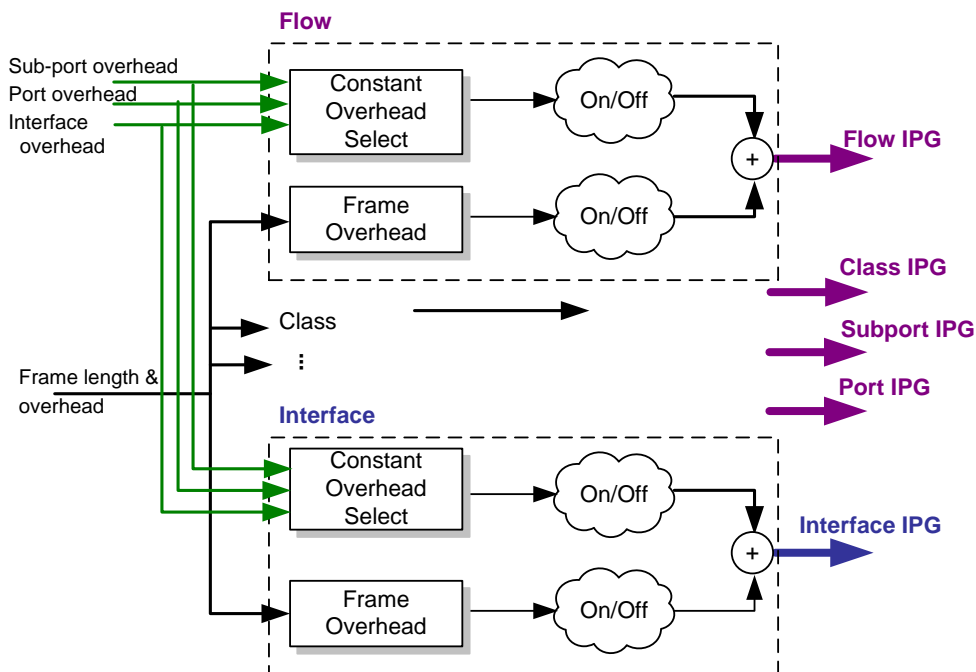 Flow
Sub-port overhead
Port overhead
Interface
overhead
Constant
Overhead
Select
On/Off
+
Flow IPG
Frame
Overhead
On/Off
Class IPG
Class
⋮
Subport IPG
Frame length &
overhead
Port IPG
Interface
Constant
Overhead
Select
On/Off
+
Interface IPG
Frame
Overhead
On/Off